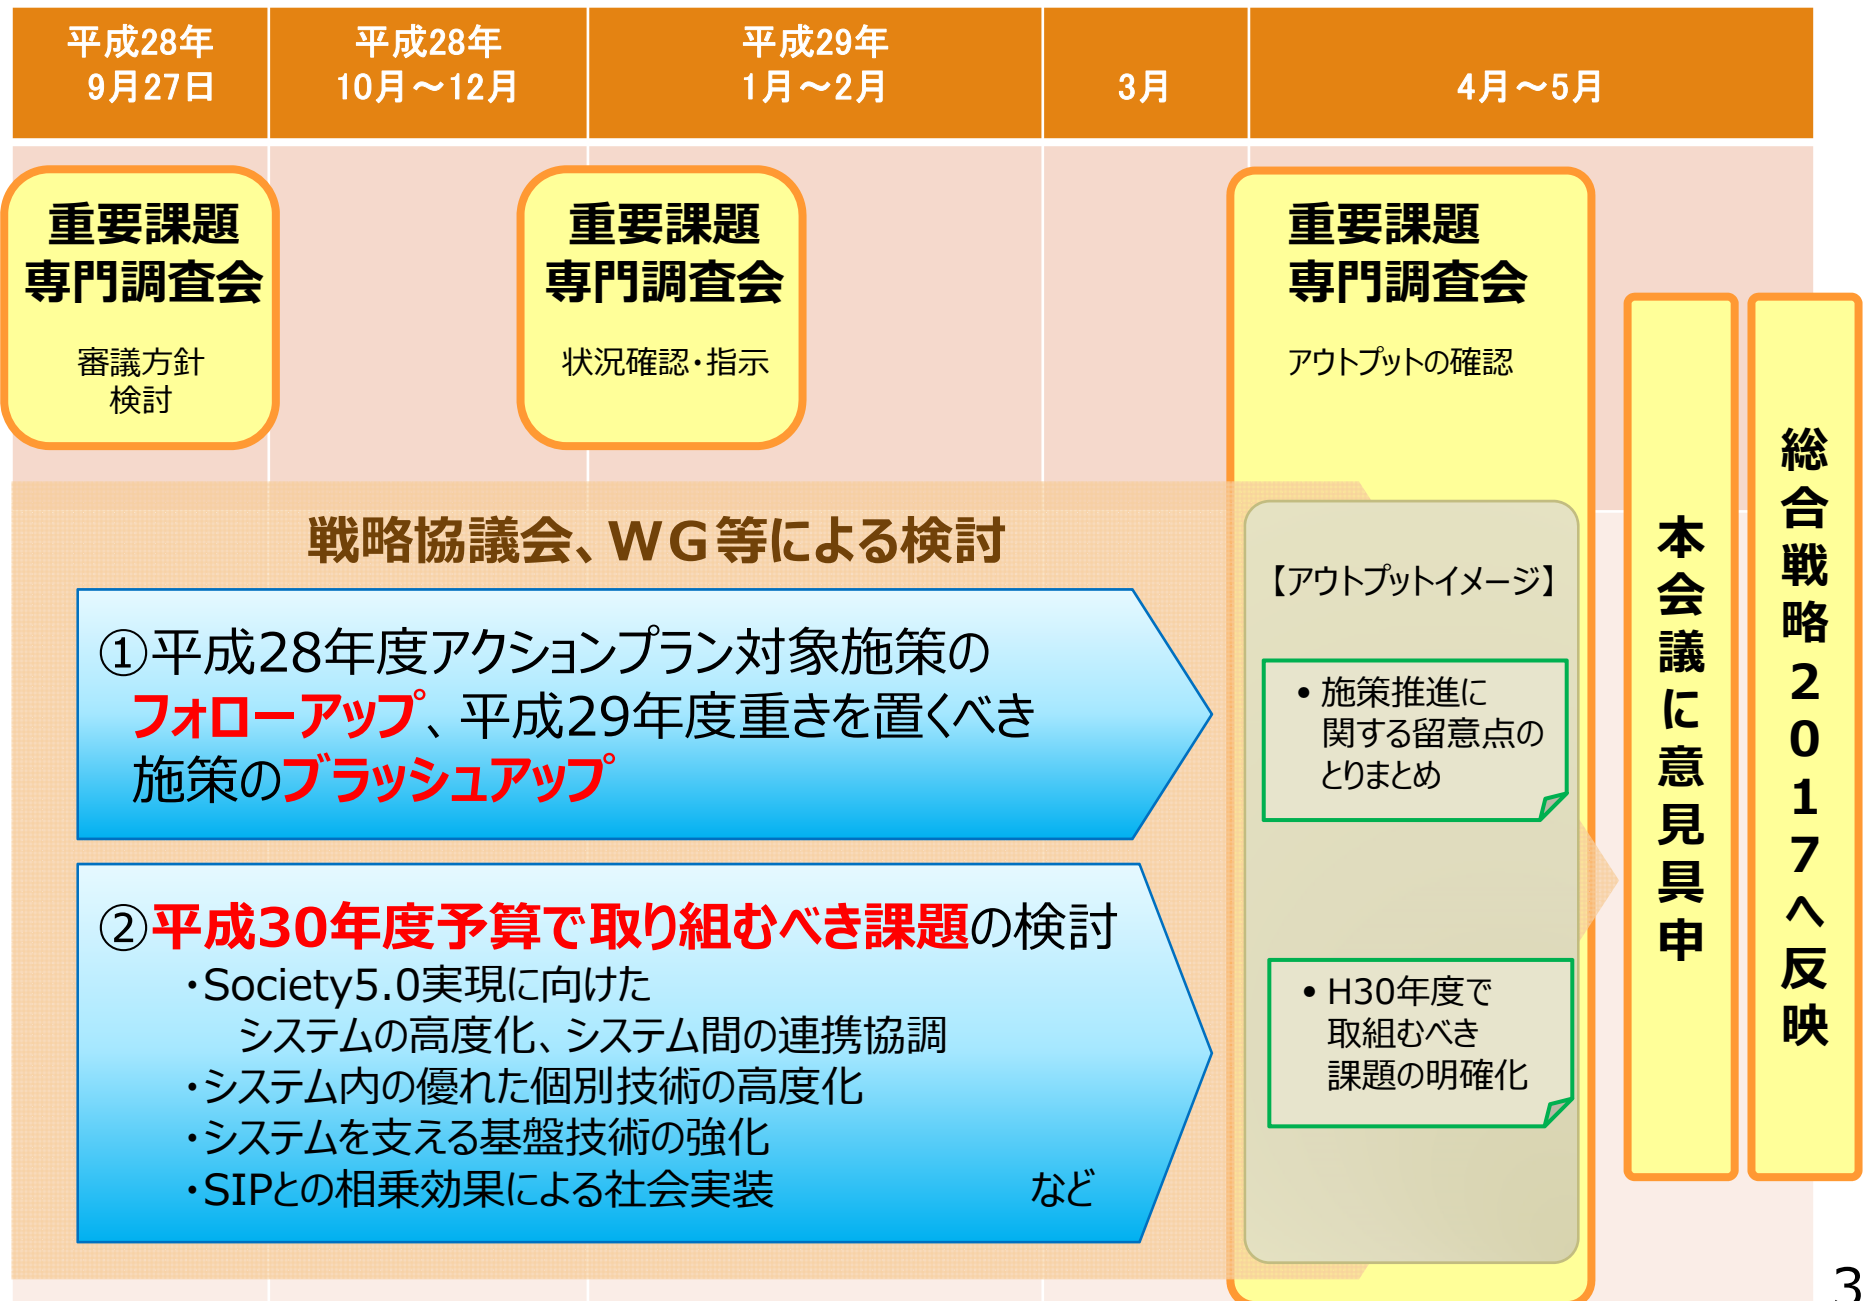 平成28年
9月27日
平成28年
10月～12月
平成29年
1月～2月
3月
4月～5月
重要課題
専門調査会
審議方針
検討
重要課題
専門調査会
状況確認・指示
重要課題
専門調査会
アウトプットの確認
戦略協議会、ＷＧ等による検討
①平成28年度アクションプラン対象施策の
フォローアップ、平成29年度重きを置くべき
施策のブラッシュアップ
②平成30年度予算で取り組むべき課題の検討
・Society5.0実現に向けた
システムの高度化、システム間の連携協調
・システム内の優れた個別技術の高度化
・システムを支える基盤技術の強化
・SIPとの相乗効果による社会実装　など
【アウトプットイメージ】
• 施策推進に
関する留意点の
とりまとめ
• H30年度で
取組むべき
課題の明確化
本会議に意見具申
総合戦略２０１７へ反映
3